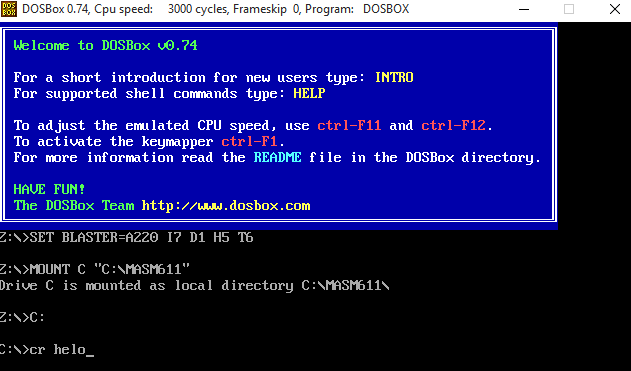 DOSBox 0.74, Cpu speed: 3000 cycles, Frameskip 0, Program: DOSBOX
DOS
BOX
Welcome to DOSBox v0.74
For a short introduction for new users type: INTRO
For supported shell commands type: HELP
To adjust the emulated CPU speed, use ctrl-F11 and ctrl-F12.
To activate the keymapper ctrl-F1.
For more information read the README file in the DOSBox directory.
HAVE FUN!
The DOSBox Team http://www.dosbox.com
Z:\>SET BLASTER=A220 I7 D1 H5 T6
Z:\>MOUNT C "C:\MASM611"
Drive C is mounted as local directory C:\MASM611\
Z:\>C:
C:\>cr helo_